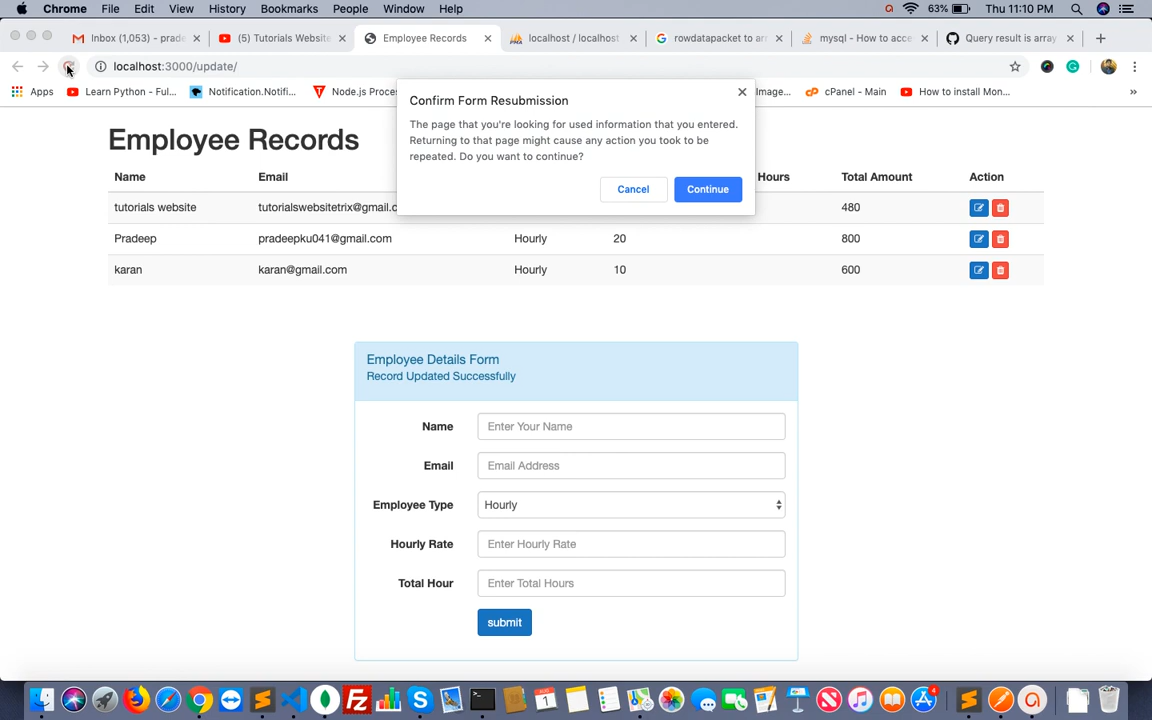 Chrome File Edit View History Bookmarks People Window Help 63% Thu 11:10 PM
Inbox (1,053) - prade (5) Tutorials Website Employee Records localhost / localhost rowdatapacket to arr mysql - How to acce Query result is array
localhost:3000/update/
Apps Learn Python - Ful... Notification.Notifi... Node.js Proce Image... cPanel - Main How to install Mon... »
Confirm Form Resubmission
The page that you're looking for used information that you entered.
Returning to that page might cause any action you took to be
repeated. Do you want to continue?
Cancel Continue
Employee Records
Name Email Hours Total Amount Action
tutorials website tutorialswebsitetrix@gmail.c 480
Pradeep pradeepku041@gmail.com Hourly 20 800
karan karan@gmail.com Hourly 10 600
Employee Details Form
Record Updated Successfully
Name Enter Your Name
Email Email Address
Employee Type Hourly
Hourly Rate Enter Hourly Rate
Total Hour Enter Total Hours
submit